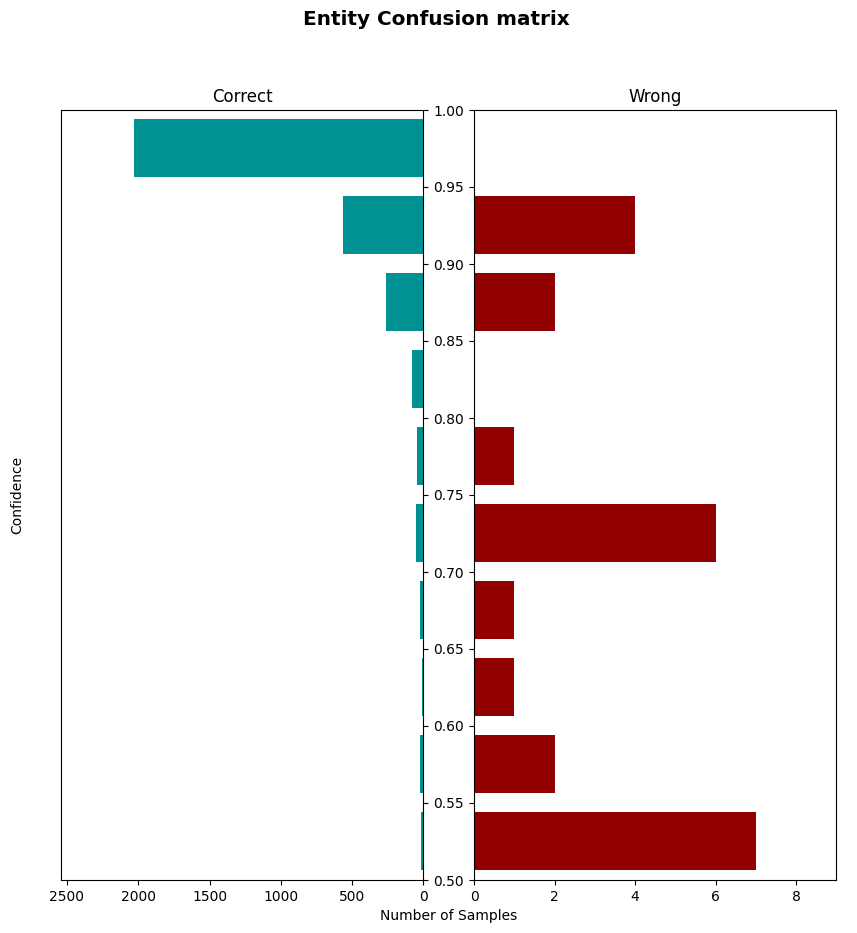 Entity Confusion matrix
Correct
Wrong
1.00
0.95
0.90
0.85
0.80
0.75
0.70
0.65
0.60
0.55
0.50
Confidence
2500 2000 1500 1000 500 0
0 2 4 6 8
Number of Samples